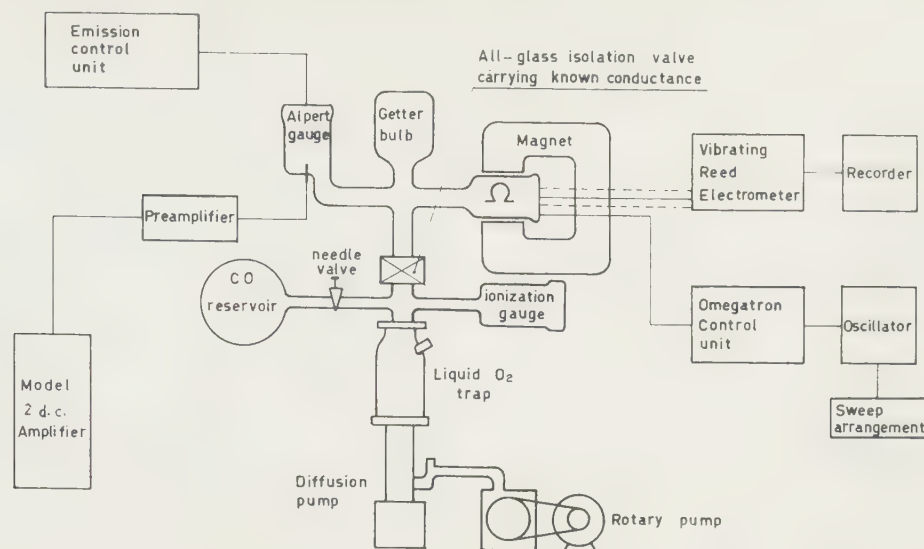 Emission
control
unit
All-glass isolation valve
carrying known conductance
Alpert
gauge
Getter
bulb
Magnet
Ω
Vibrating
Reed
Electrometer
Recorder
Preamplifier
needle
valve
CO
reservoir
ionization
gauge
Omegatron
Control
unit
Oscillator
Liquid O₂
trap
Model
2 d.c.
Amplifier
Sweep
arrangement
Diffusion
pump
Rotary pump